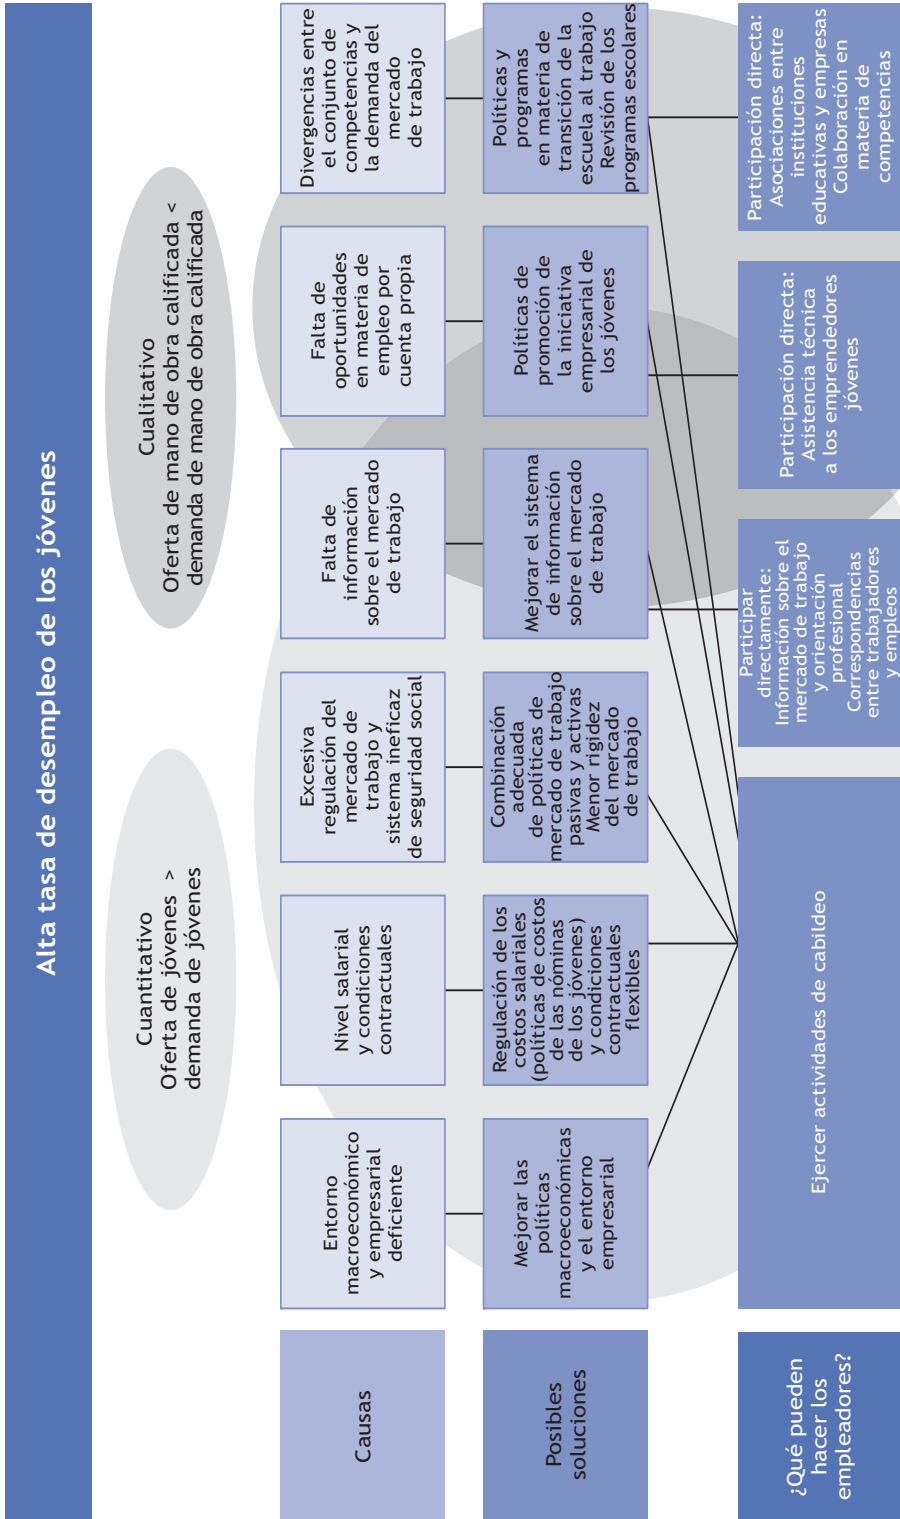 Alta tasa de desempleo de los jóvenes
Cuantitativo
Oferta de jóvenes >
demanda de jóvenes
Cualitativo
Oferta de mano de obra calificada <
demanda de mano de obra calificada
Causas
Entorno
macroeconómico
y empresarial
deficiente
Nivel salarial
y condiciones
contractuales
Excesiva
regulación del
mercado de
trabajo y
sistema ineficaz
de seguridad social
Falta de
información
sobre el mercado
de trabajo
Falta de
oportunidades
en materia de
empleo por
cuenta propia
Divergencias entre
el conjunto de
competencias y
la demanda del
mercado
de trabajo
Posibles
soluciones
Mejorar las
políticas
macroeconómicas
y el entorno
empresarial
Regulación de los
costos salariales
(políticas de costos
de las nóminas
de los jóvenes)
y condiciones
contractuales
flexibles
Combinación
adecuada
de políticas de
mercado de trabajo
pasivas y activas
Menor rigidez
del mercado
de trabajo
Mejorar el sistema
de información
sobre el mercado
de trabajo
Políticas de
promoción de
la iniciativa
empresarial de
los jóvenes
Políticas y
programas
en materia de
transición de la
escuela al trabajo
Revisión de los
programas escolares
¿Qué pueden
hacer los
empleadores?
Ejercer actividades de cabildeo
Participar
directamente:
Información sobre el
mercado de trabajo
y orientación
profesional
Correspondencias
entre trabajadores
y empleos
Participación directa:
Asistencia técnica
a los emprendedores
jóvenes
Participación directa:
Asociaciones entre
instituciones
educativas y empresas
Colaboración en
materia de
competencias